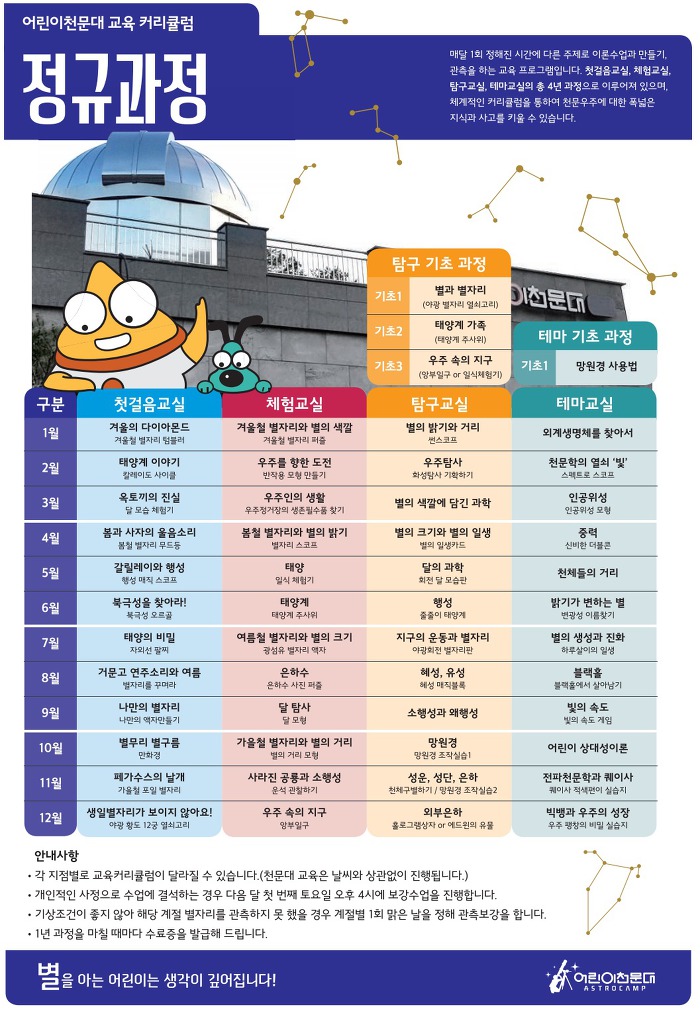 어린이천문대 교육 커리큘럼
정규과정
매달 1회 정해진 시간에 다른 주제로 이론수업과 만들기,
관측을 하는 교육 프로그램입니다. 첫걸음교실, 체험교실,
탐구교실, 테마교실의 총 4년 과정으로 이루어져 있으며,
체계적인 커리큘럼을 통하여 천문우주에 대한 폭넓은
지식과 사고를 키울 수 있습니다.
어린이천문대
탐구 기초 과정
기초1 별과 별자리
(야광 별자리 열쇠고리)
기초2 태양계 가족
(태양계 주사위)
기초3 우주 속의 지구
(앙부일구 or 일식체험기)
테마 기초 과정
기초1 망원경 사용법
구분 첫걸음교실 체험교실 탐구교실 테마교실
1월 겨울의 다이아몬드 겨울철 별자리와 별의 색깔 별의 밝기와 거리 외계생명체를 찾아서
겨울철 별자리 텀블러 겨울철 별자리 퍼즐 썬스코프
2월 태양계 이야기 우주를 향한 도전 우주탐사 천문학의 열쇠 ‘빛’
칼레이도 사이클 반작용 모형 만들기 화성탐사 기획하기 스펙트로 스코프
3월 옥토끼의 진실 우주인의 생활 별의 색깔에 담긴 과학 인공위성
달 모습 체험기 우주정거장의 생존필수품 찾기 인공위성 모형
4월 봄과 사자의 울음소리 봄철 별자리와 별의 밝기 별의 크기와 별의 일생 중력
봄철 별자리 무드등 별자리 스코프 별의 일생카드 신비한 더블콘
5월 갈릴레이와 행성 태양 달의 과학 천체들의 거리
행성 매직 스코프 일식 체험기 회전 달 모습판
6월 북극성을 찾아라! 태양계 행성 밝기가 변하는 별
북극성 오르골 태양계 주사위 줄줄이 태양계 변광성 이름찾기
7월 태양의 비밀 여름철 별자리와 별의 크기 지구의 운동과 별자리 별의 생성과 진화
자외선 팔찌 광섬유 별자리 액자 야광회전 별자리판 하루살이의 일생
8월 거문고 연주소리와 여름 은하수 혜성, 유성 블랙홀
별자리를 꾸며라 은하수 사진 퍼즐 혜성 매직블록 블랙홀에서 살아남기
9월 나만의 별자리 달 탐사 소행성과 왜행성 빛의 속도
나만의 액자만들기 달 모형 빛의 속도 게임
10월 별무리 별구름 가을철 별자리와 별의 거리 망원경 어린이 상대성이론
만화경 별의 거리 모형 망원경 조작실습1
11월 페가수스의 날개 사라진 공룡과 소행성 성운, 성단, 은하 전파천문학과 퀘이사
가을철 포일 별자리 운석 관찰하기 천체구별하기 / 망원경 조작실습2 퀘이사 적색편이 실습지
12월 생일별자리가 보이지 않아요! 우주 속의 지구 외부은하 빅뱅과 우주의 성장
야광 황도 12궁 열쇠고리 앙부일구 홀로그램상자 or 에드윈의 유물 우주 팽창의 비밀 실습지
안내사항
• 각 지점별로 교육커리큘럼이 달라질 수 있습니다.(천문대 교육은 날씨와 상관없이 진행됩니다.)
• 개인적인 사정으로 수업에 결석하는 경우 다음 달 첫 번째 토요일 오후 4시에 보강수업을 진행합니다.
• 기상조건이 좋지 않아 해당 계절 별자리를 관측하지 못 했을 경우 계절별 1회 맑은 날을 정해 관측보강을 합니다.
• 1년 과정을 마칠 때마다 수료증을 발급해 드립니다.
별을 아는 어린이는 생각이 깊어집니다!
어린이천문대
ASTROCAMP